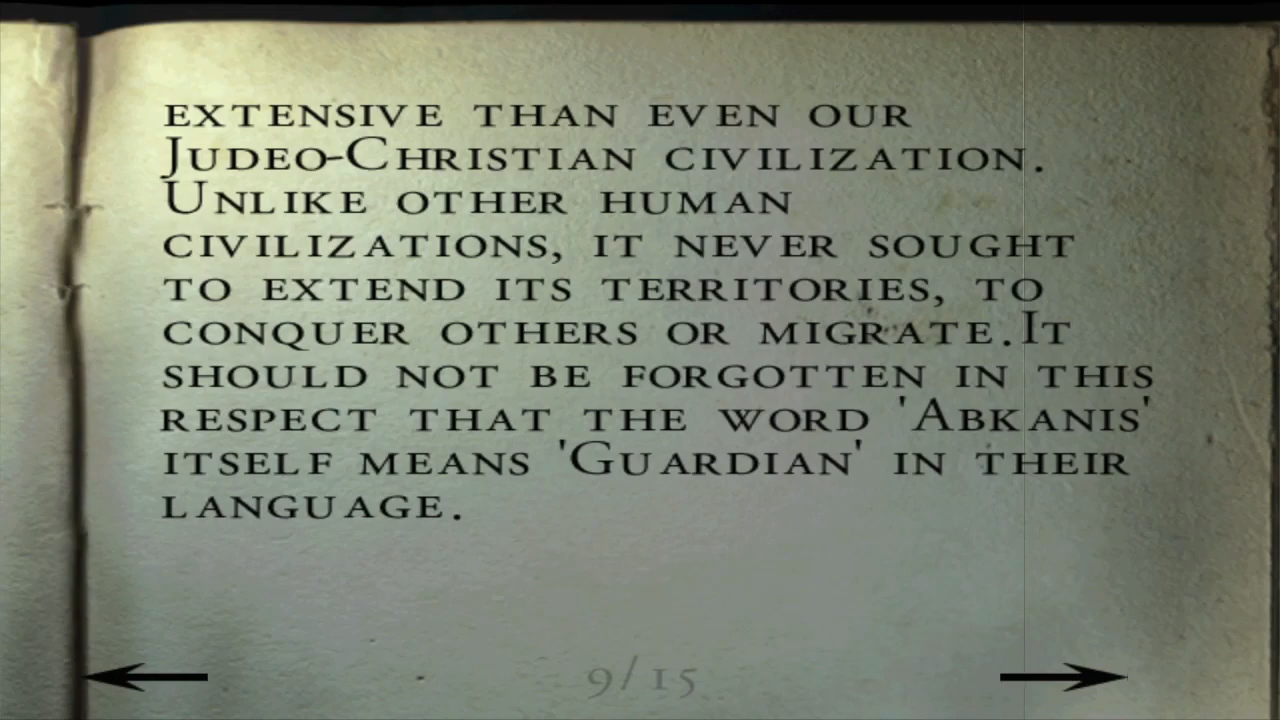 EXTENSIVE THAN EVEN OUR
JUDEO-CHRISTIAN CIVILIZATION.
UNLIKE OTHER HUMAN
CIVILIZATIONS, IT NEVER SOUGHT
TO EXTEND ITS TERRITORIES, TO
CONQUER OTHERS OR MIGRATE.IT
SHOULD NOT BE FORGOTTEN IN THIS
RESPECT THAT THE WORD 'ABKANIS'
ITSELF MEANS 'GUARDIAN' IN THEIR
LANGUAGE.
9/15